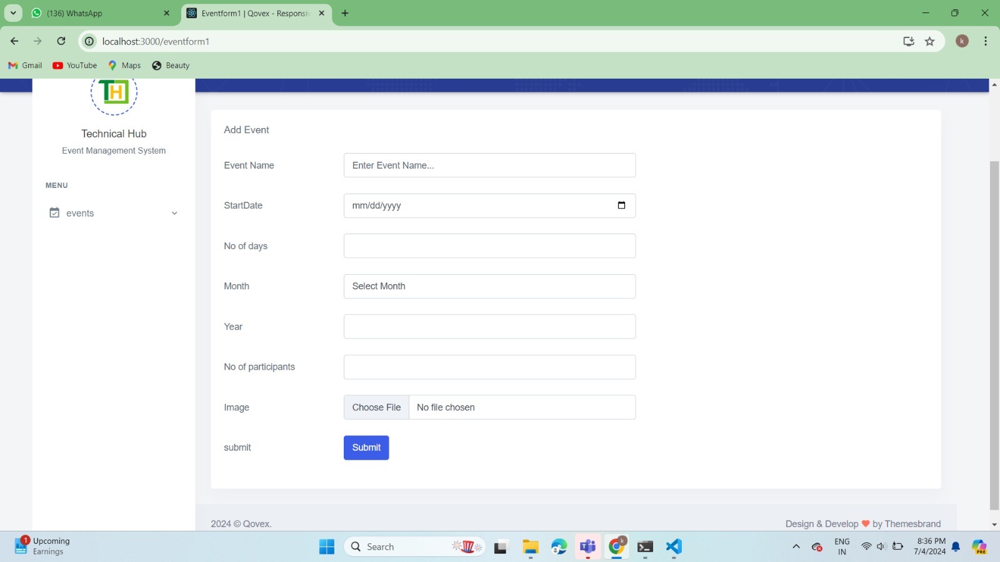 (136) WhatsApp
Eventform1 | Qovex - Responsiv
localhost:3000/eventform1
k
Gmail
YouTube
Maps
Beauty
TH
Technical Hub
Event Management System
MENU
events
Add Event
Event Name
Enter Event Name...
StartDate
mm/dd/yyyy
No of days
Month
Select Month
Year
No of participants
Image
Choose File
No file chosen
submit
Submit
2024 © Qovex.
Design & Develop ❤ by Themesbrand
1
Upcoming
Earnings
Search
k
ENG
IN
8:36 PM
7/4/2024
PRE